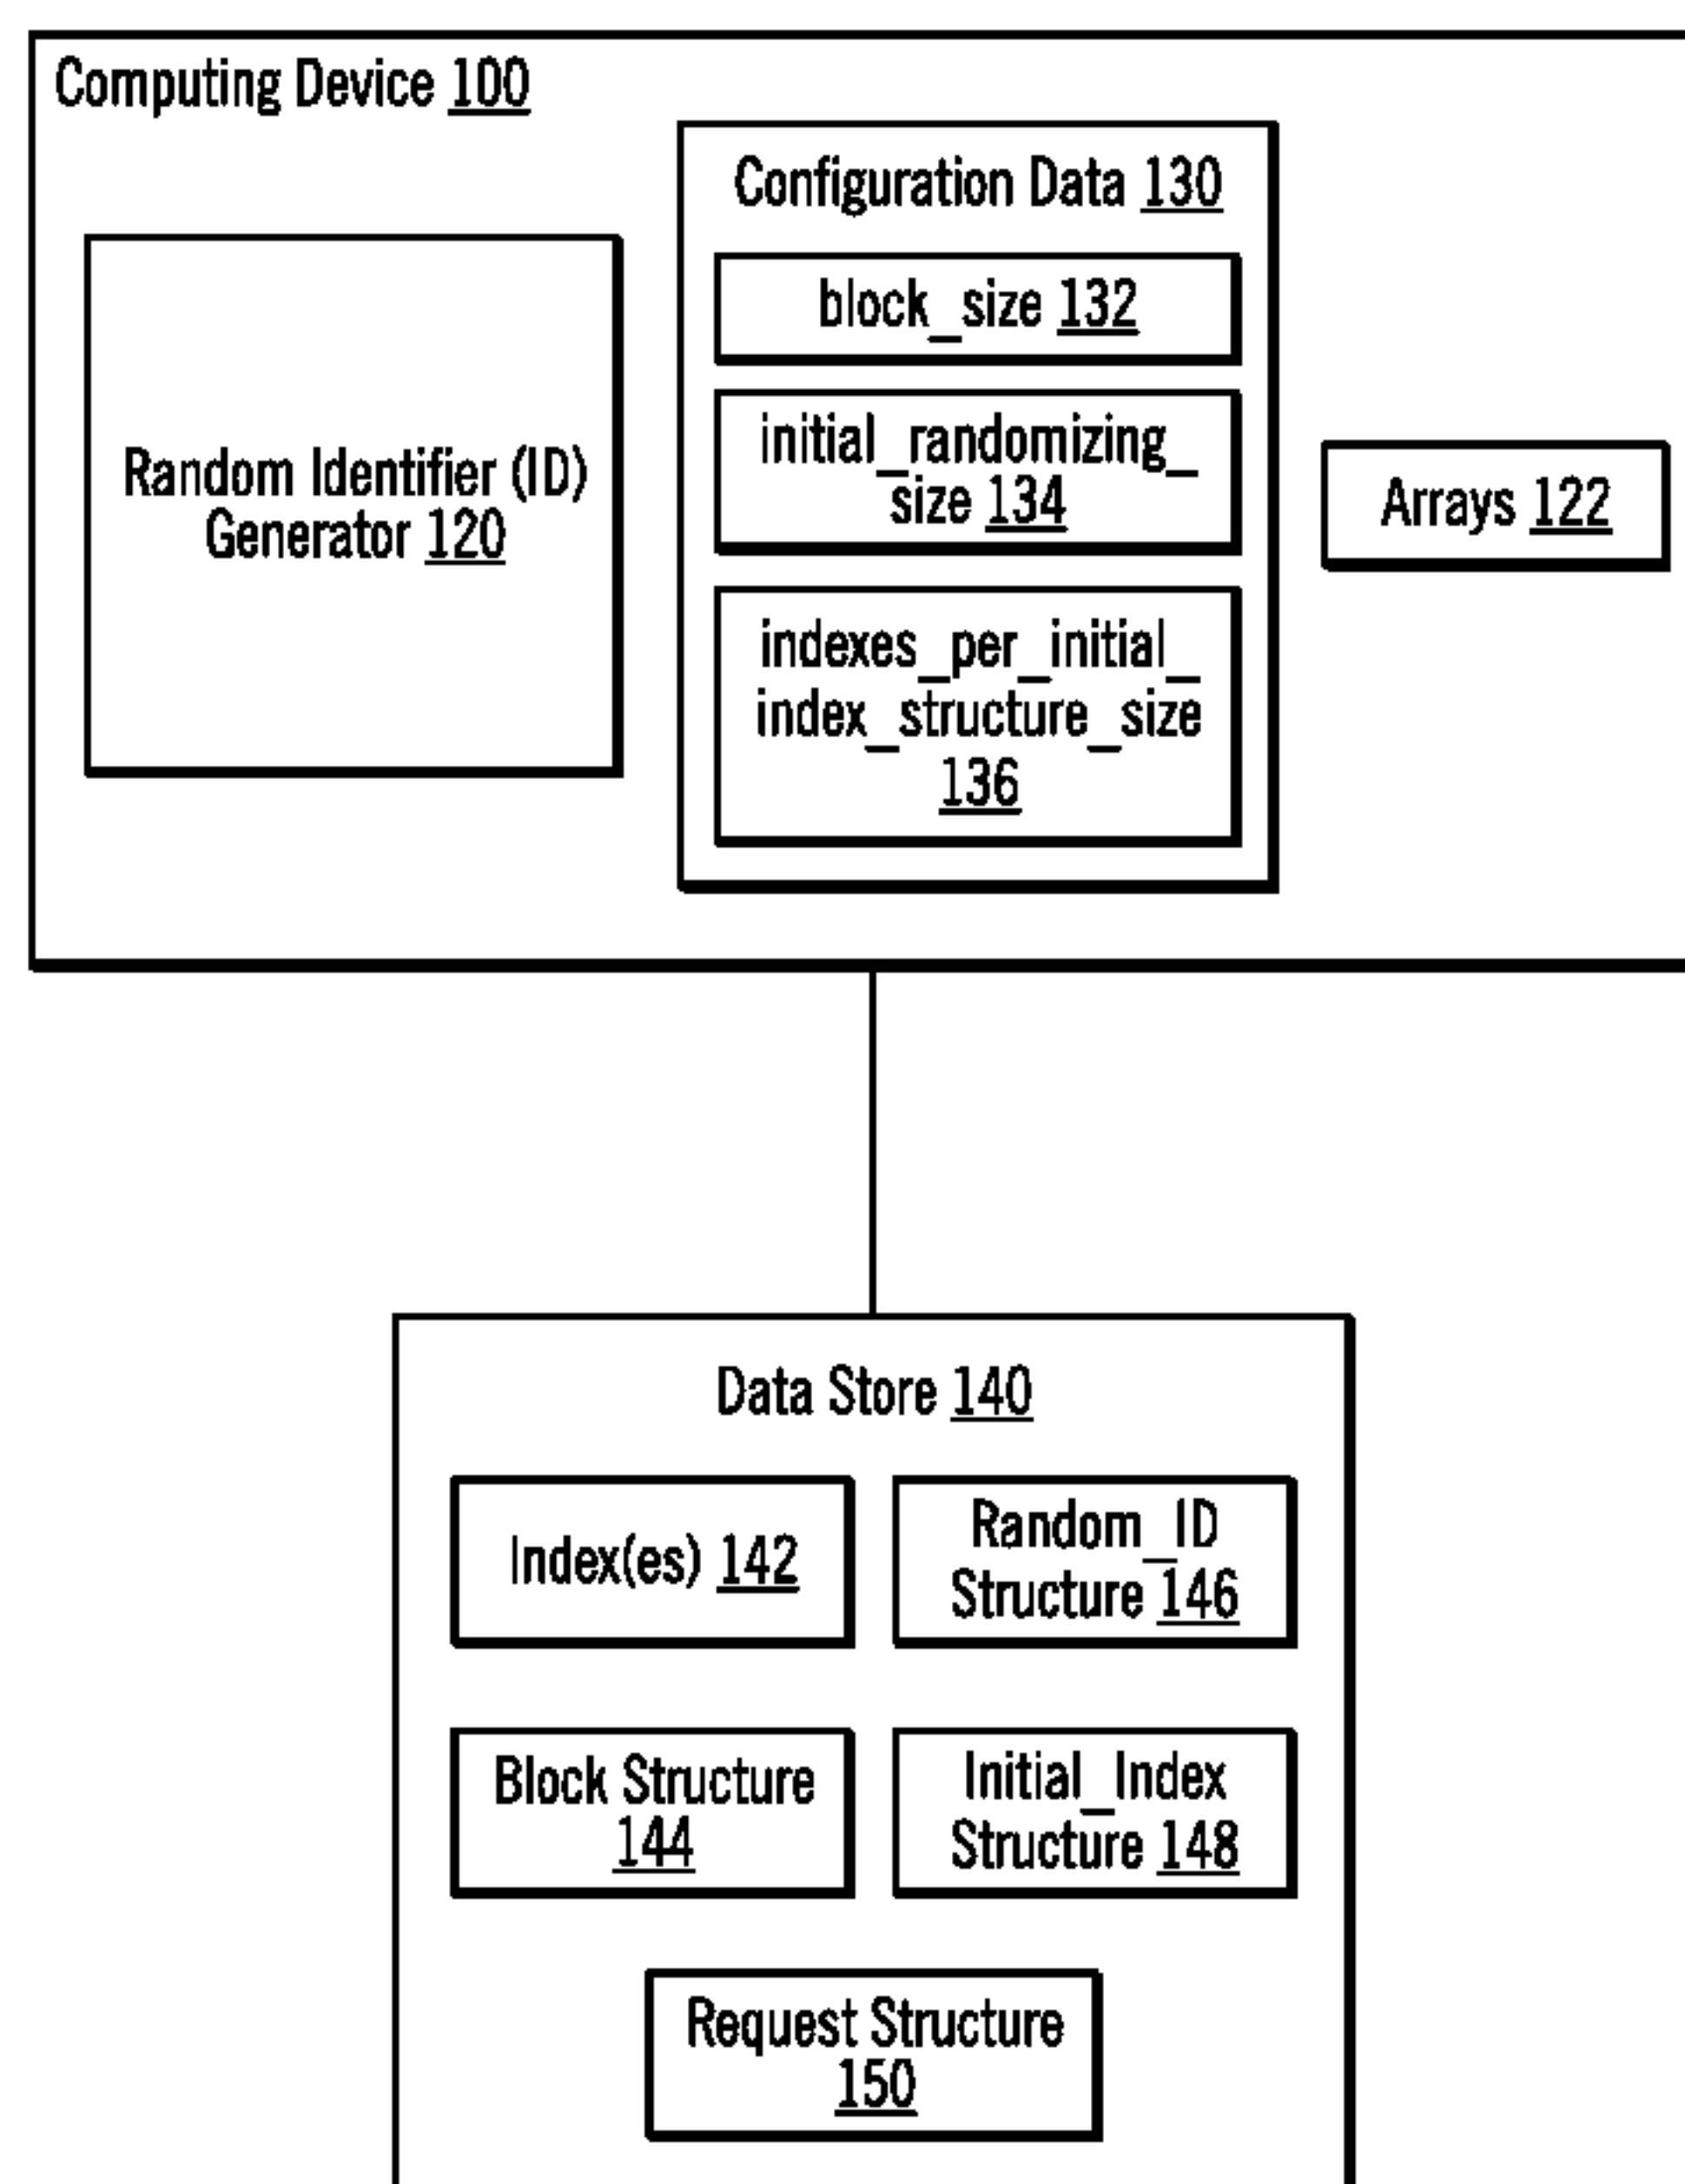 Computing Device 100
Random Identifier (ID)
Generator 120
Configuration Data 130
block_size 132
initial_randomizing_
size 134
indexes_per_initial_
index_structure_size
136
Arrays 122
Data Store 140
Index(es) 142
Random_ID
Structure 146
Block Structure
144
Initial_Index
Structure 148
Request Structure
150